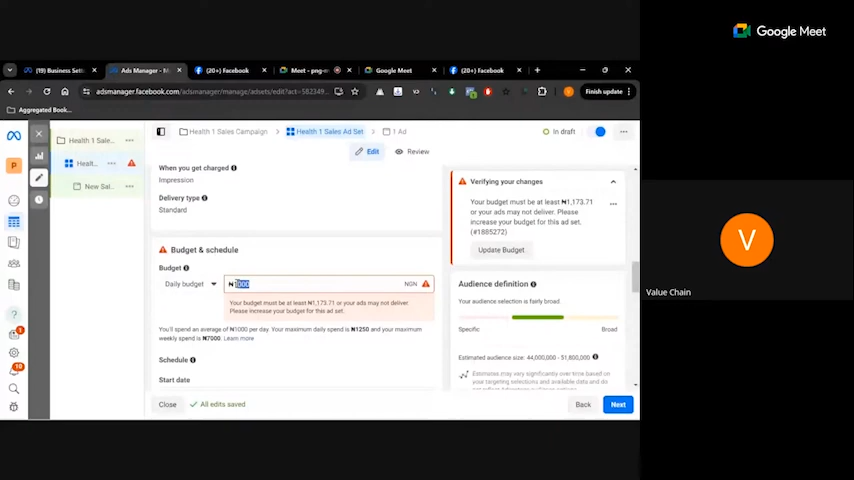 Google Meet
(19) Business Setti
Ads Manager - M
(20+) Facebook
Meet - png-m
Google Meet
(20+) Facebook
adsmanager.facebook.com/adsmanager/manage/adsets/edit?act=582349...
Finish update
Aggregated Book...
Health 1 Sale...
Health 1 Sales Campaign
Health 1 Sales Ad Set
1 Ad
In draft
Edit
Review
Healt...
New Sal...
When you get charged
Impression
Delivery type
Standard
Verifying your changes
Your budget must be at least ₦1,173.71
or your ads may not deliver. Please
increase your budget for this ad set.
(#1885272)
Update Budget
Budget & schedule
Budget
Daily budget
₦1000
NGN
Your budget must be at least ₦1,173.71 or your ads may not deliver.
Please increase your budget for this ad set.
You'll spend an average of ₦1000 per day. Your maximum daily spend is ₦1250 and your maximum
weekly spend is ₦7000. Learn more
Schedule
Start date
Audience definition
Your audience selection is fairly broad.
Specific
Broad
Estimated audience size: 44,000,000 - 51,800,000
Estimates may vary significantly over time based on
your targeting selections and available data and do
Close
All edits saved
Back
Next
V
Value Chain
P
1
10